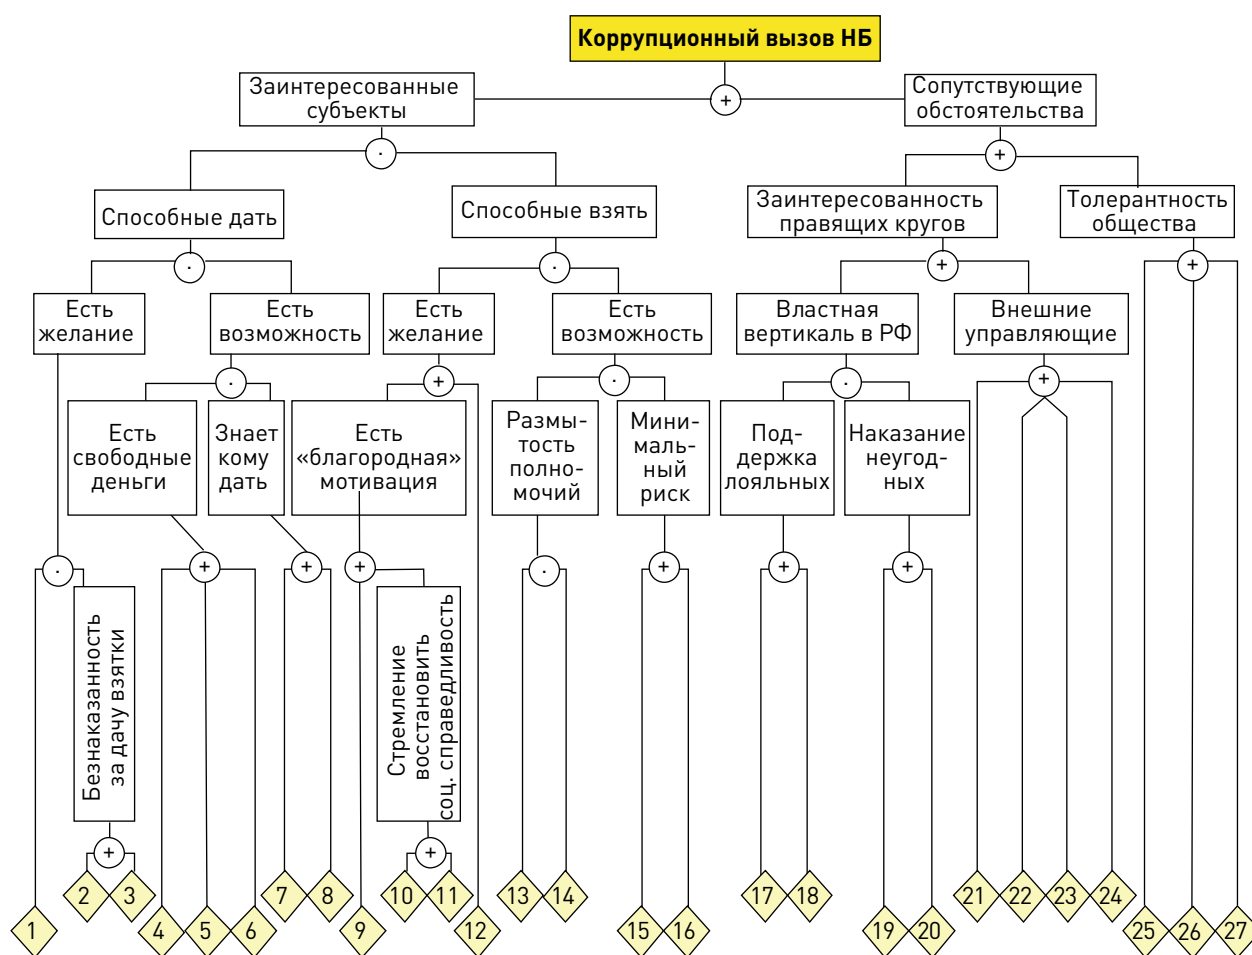 Коррупционный вызов НБ
Заинтересованные
субъекты
+
Сопутствующие
обстоятельства
·
+
Способные дать
Способные взять
Заинтересованность
правящих кругов
Толерантность
общества
·
·
+
+
Есть
желание
Есть
возможность
Есть
желание
Есть
возможность
Властная
вертикаль в РФ
Внешние
управляющие
·
+
·
·
+
Есть
свободные
деньги
Знает
кому
дать
Есть
«благородная»
мотивация
Размы-
тость
полно-
мочий
Мини-
маль-
ный
риск
Под-
держка
лояльных
Наказание
неугод-
ных
·
+
+
+
·
+
+
+
Безнаказанность
за дачу взятки
Стремление
восстановить
соц. справедливость
+
+
1
2
3
4
5
6
7
8
9
10
11
12
13
14
15
16
17
18
19
20
21
22
23
24
25
26
27